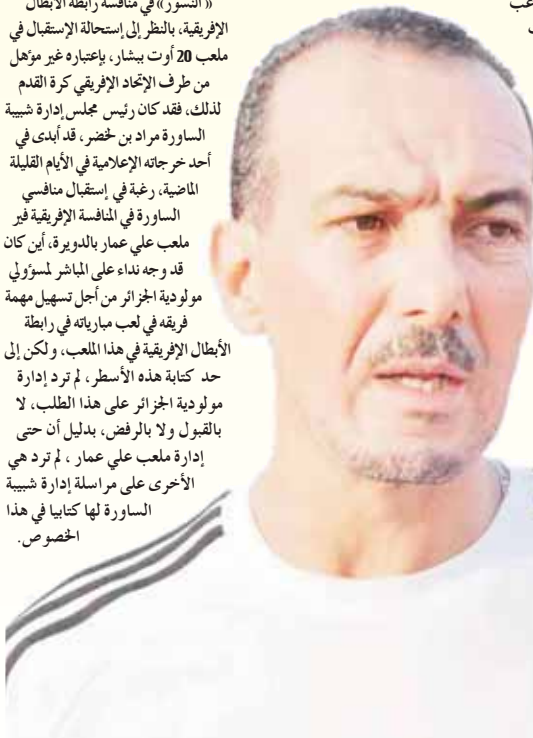 «النسور» في منافسة رابطة الأبطال
الإفريقية، بالنظر إلى إستحالة الإستقبال في
ملعب 20 أوت ببشار، بإعتباره غير مؤهل
من طرف الإتحاد الإفريقي كرة القدم
لذلك، فقد كان رئيس مجلس إدارة شبيبة
الساورة مراد بن لخضر، قد أبدى في
أحد خرجاته الإعلامية في الأيام القليلة
الماضية، رغبة في إستقبال منافسي
الساورة في المنافسة الإفريقية فير
ملعب علي عمار بالدويرة، أين كان
قد وجه نداء على المباشر لمسؤولي
مولودية الجزائر من أجل تسهيل مهمة
فريقه في لعب مبارياته في رابطة
الأبطال الإفريقية في هذا الملعب، ولكن إلى
حد كتابة هذه الأسطر، لم ترد إدارة
مولودية الجزائر على هذا الطلب، لا
بالقبول ولا بالرفض، بدليل أن حتى
إدارة ملعب علي عمار ، لم ترد هي
الأخرى على مراسلة إدارة شبيبة
الساورة لها كتابيا في هذا
الخصوص.